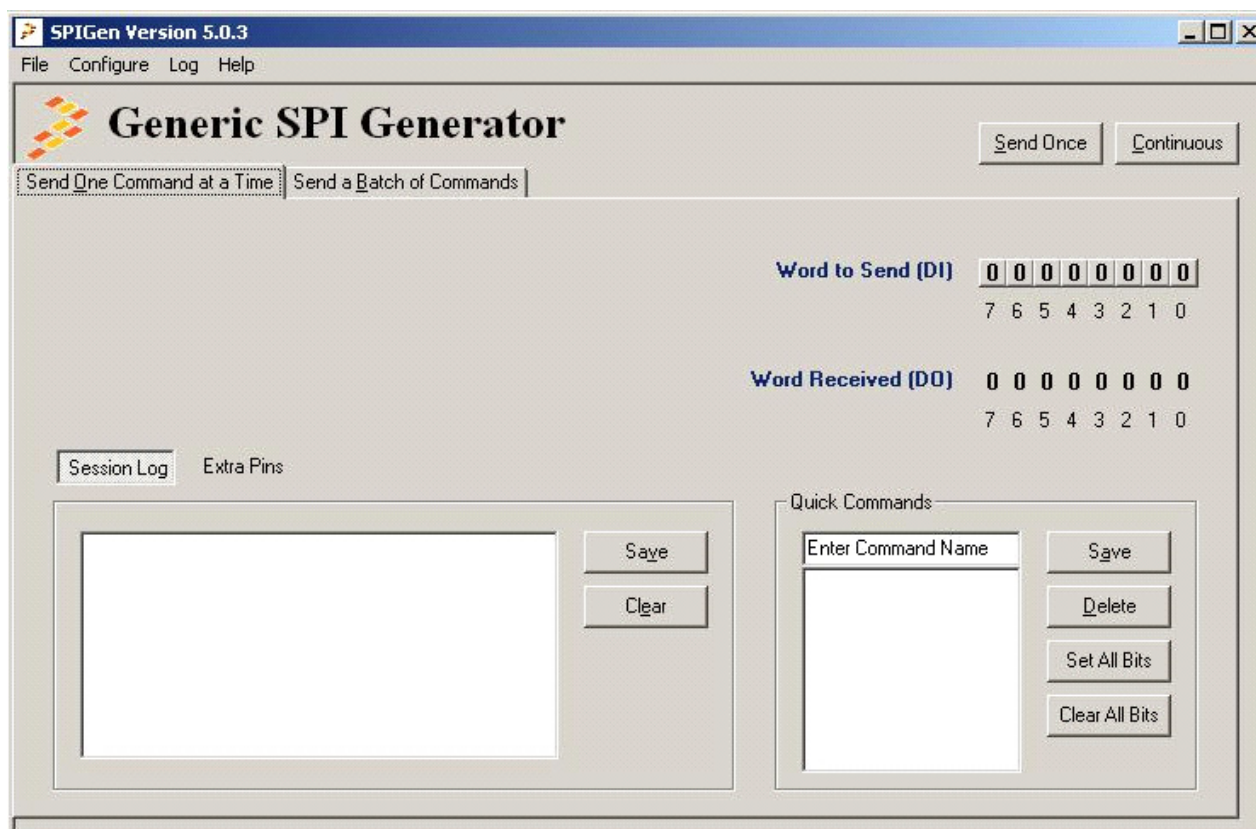 SPIGen Version 5.0.3
File Configure Log Help
Generic SPI Generator
Send Once Continuous
Send One Command at a Time Send a Batch of Commands
Word to Send (DI) 0 0 0 0 0 0 0 0
7 6 5 4 3 2 1 0
Word Received (DO) 0 0 0 0 0 0 0 0
7 6 5 4 3 2 1 0
Session Log Extra Pins
Save
Clear
Quick Commands
Enter Command Name Save
Delete
Set All Bits
Clear All Bits